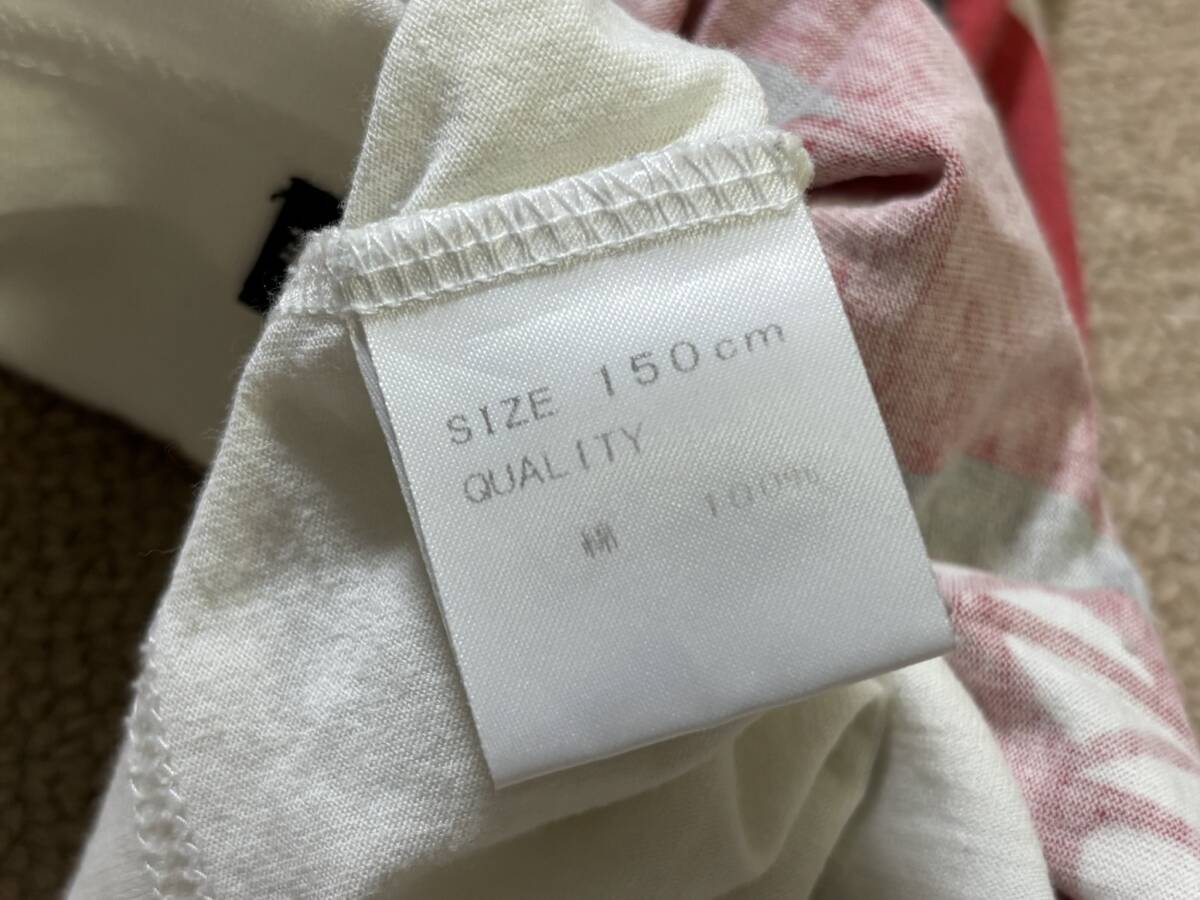 SIZE 150cm
QUALITY
綿 100%